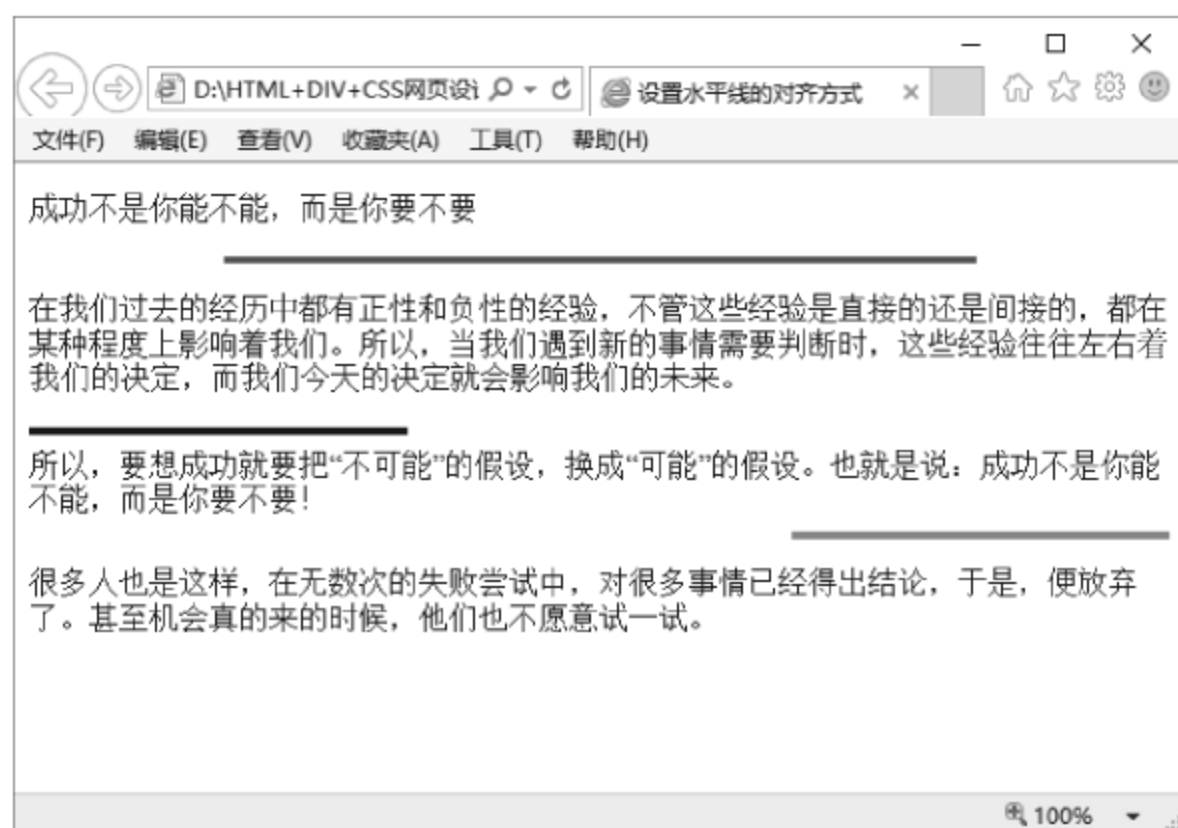 D:\HTML+DIV+CSS网页设i
设置水平线的对齐方式
文件(F) 编辑(E) 查看(V) 收藏夹(A) 工具(T) 帮助(H)
成功不是你能不能，而是你要不要
在我们过去的经历中都有正性和负性的经验，不管这些经验是直接的还是间接的，都在
某种程度上影响着我们。所以，当我们遇到新的事情需要判断时，这些经验往往左右着
我们的决定，而我们今天的决定就会影响我们的未来。
所以，要想成功就要把“不可能”的假设，换成“可能”的假设。也就是说：成功不是你能
不能，而是你要不要！
很多人也是这样，在无数次的失败尝试中，对很多事情已经得出结论，于是，便放弃
了。甚至机会真的来的时候，他们也不愿意试一试。
100%